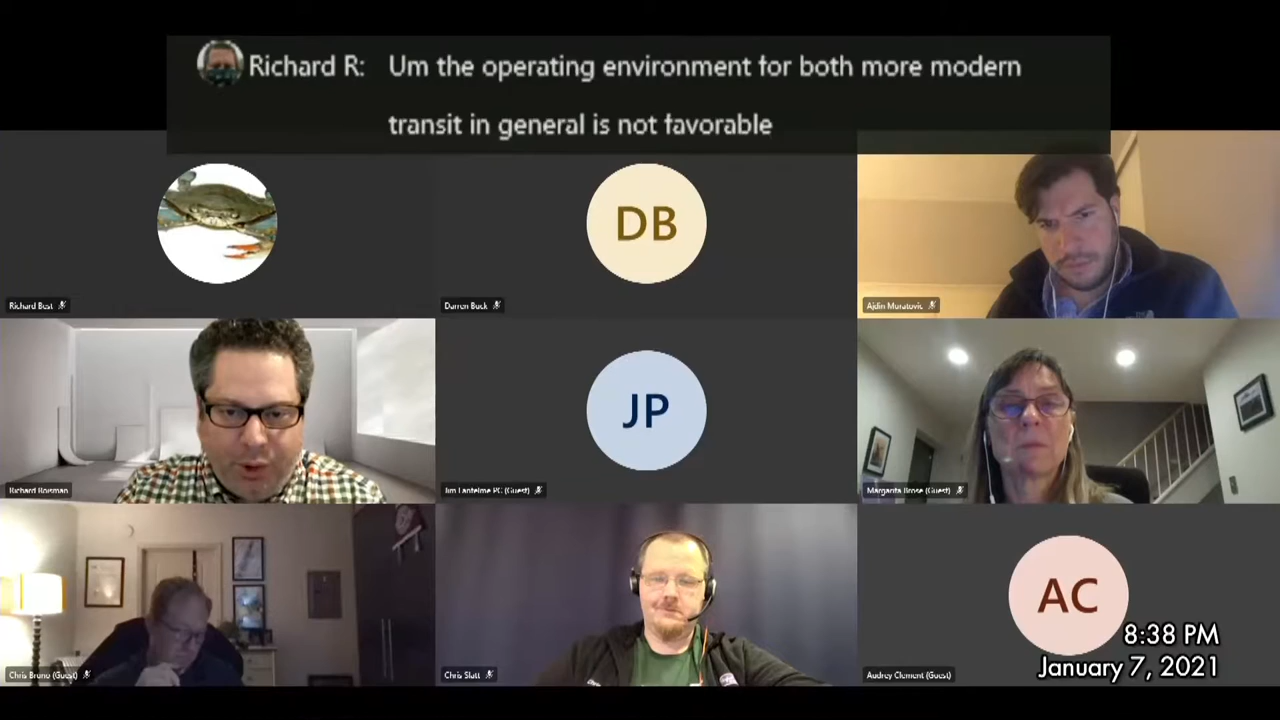 Richard R: Um the operating environment for both more modern
transit in general is not favorable
DB
Richard Best
Darren Buck
Ajdin Muratovic
JP
Richard Roisman
Jim Lantelme PC (Guest)
Margarita Brose (Guest)
AC
8:38 PM
January 7, 2021
Chris Bruno (Guest)
Chris Slatt
Audrey Clement (Guest)